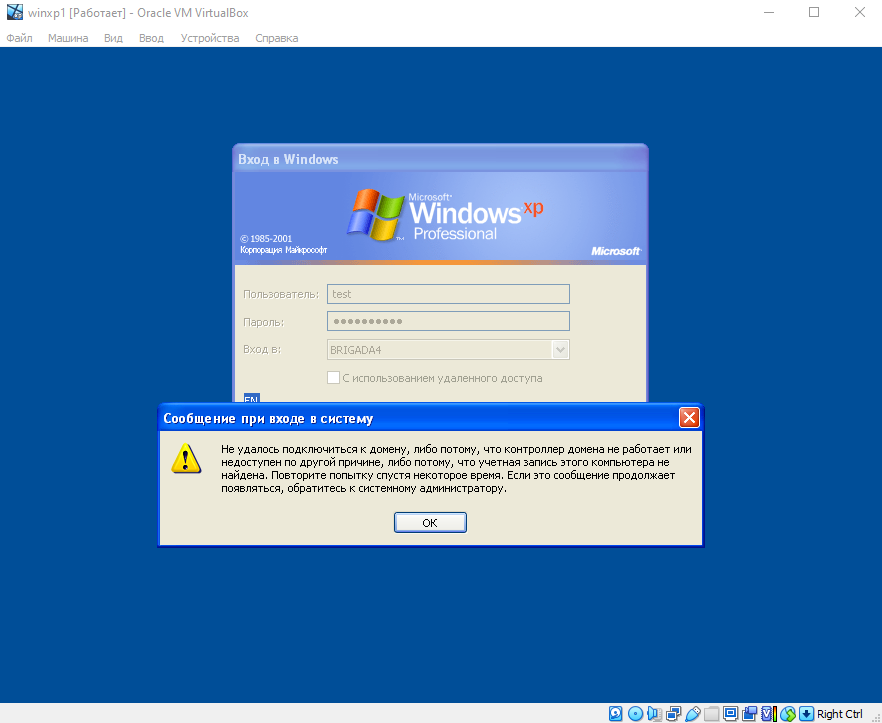 winxp1 [Работает] - Oracle VM VirtualBox
Файл Машина Вид Ввод Устройства Справка
Вход в Windows
Microsoft®
Windows xp
Professional
TM
© 1985-2001
Корпорация Майкрософт
Microsoft®
Пользователь: test
Пароль: ●●●●●●●●●●
Вход в: BRIGADA4
С использованием удаленного доступа
EN
Сообщение при входе в систему
Не удалось подключиться к домену, либо потому, что контроллер домена не работает или
недоступен по другой причине, либо потому, что учетная запись этого компьютера не
найдена. Повторите попытку спустя некоторое время. Если это сообщение продолжает
появляться, обратитесь к системному администратору.
OK
Right Ctrl